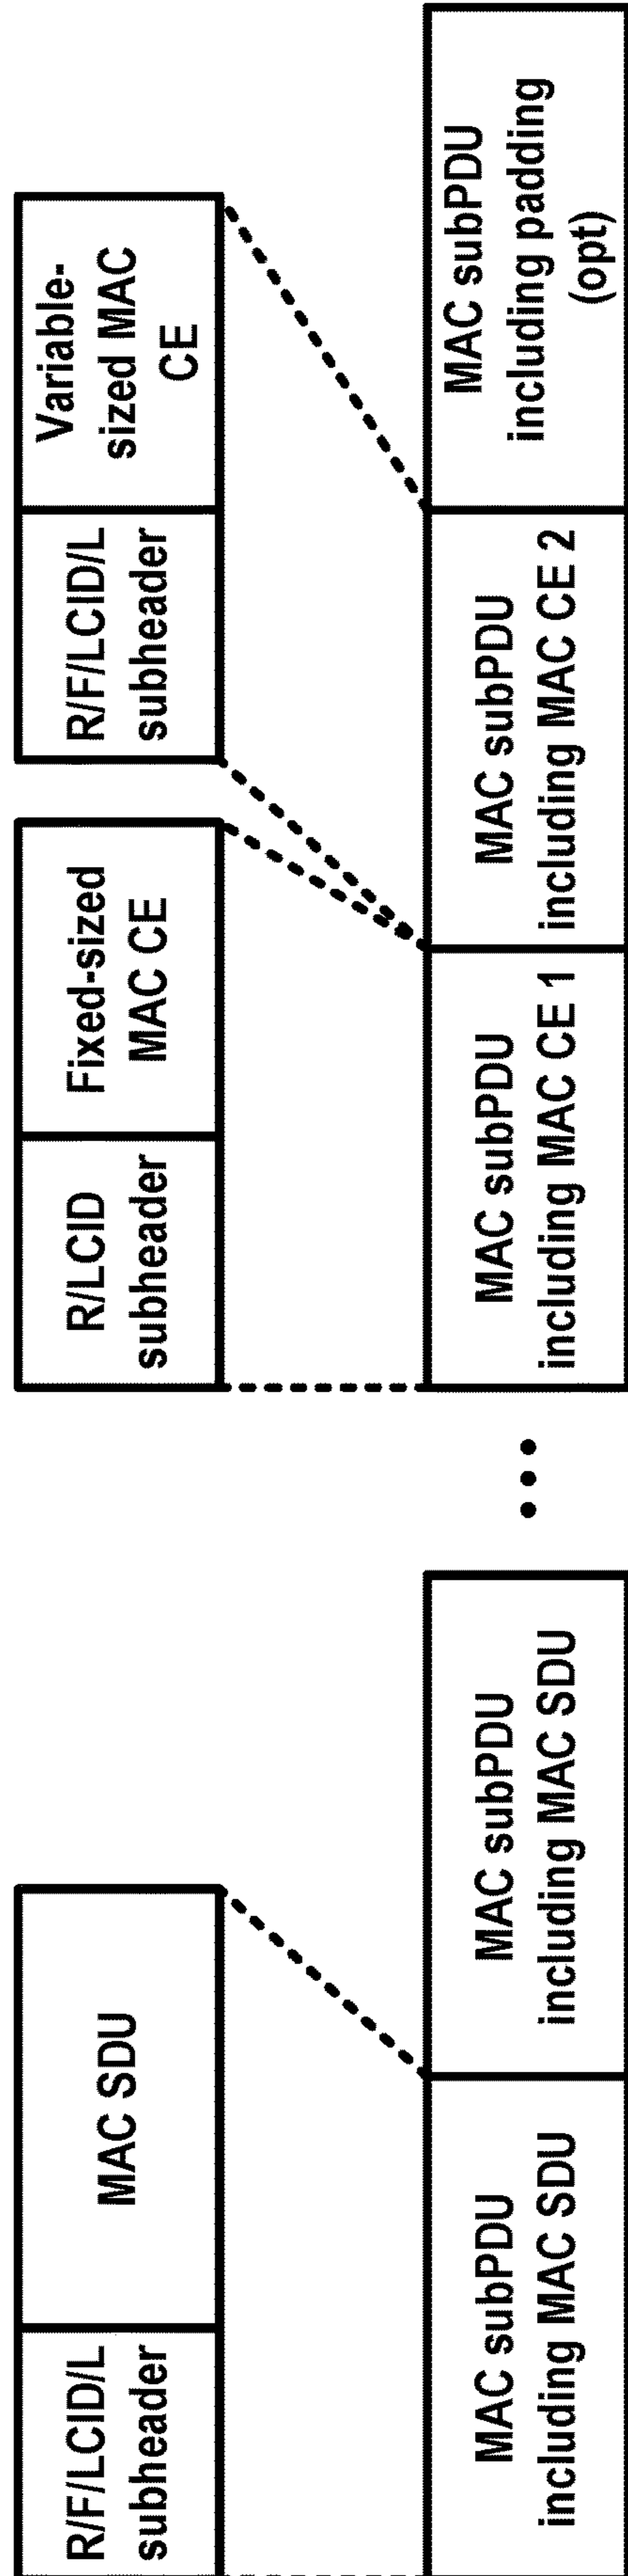 R/F/LCID/L
subheader
MAC SDU
R/LCID
subheader
Fixed-sized
MAC CE
R/F/LCID/L
subheader
Variable-
sized MAC
CE
MAC subPDU
including MAC SDU
MAC subPDU
including MAC SDU
...
MAC subPDU
including MAC CE 1
MAC subPDU
including MAC CE 2
MAC subPDU
including padding
(opt)